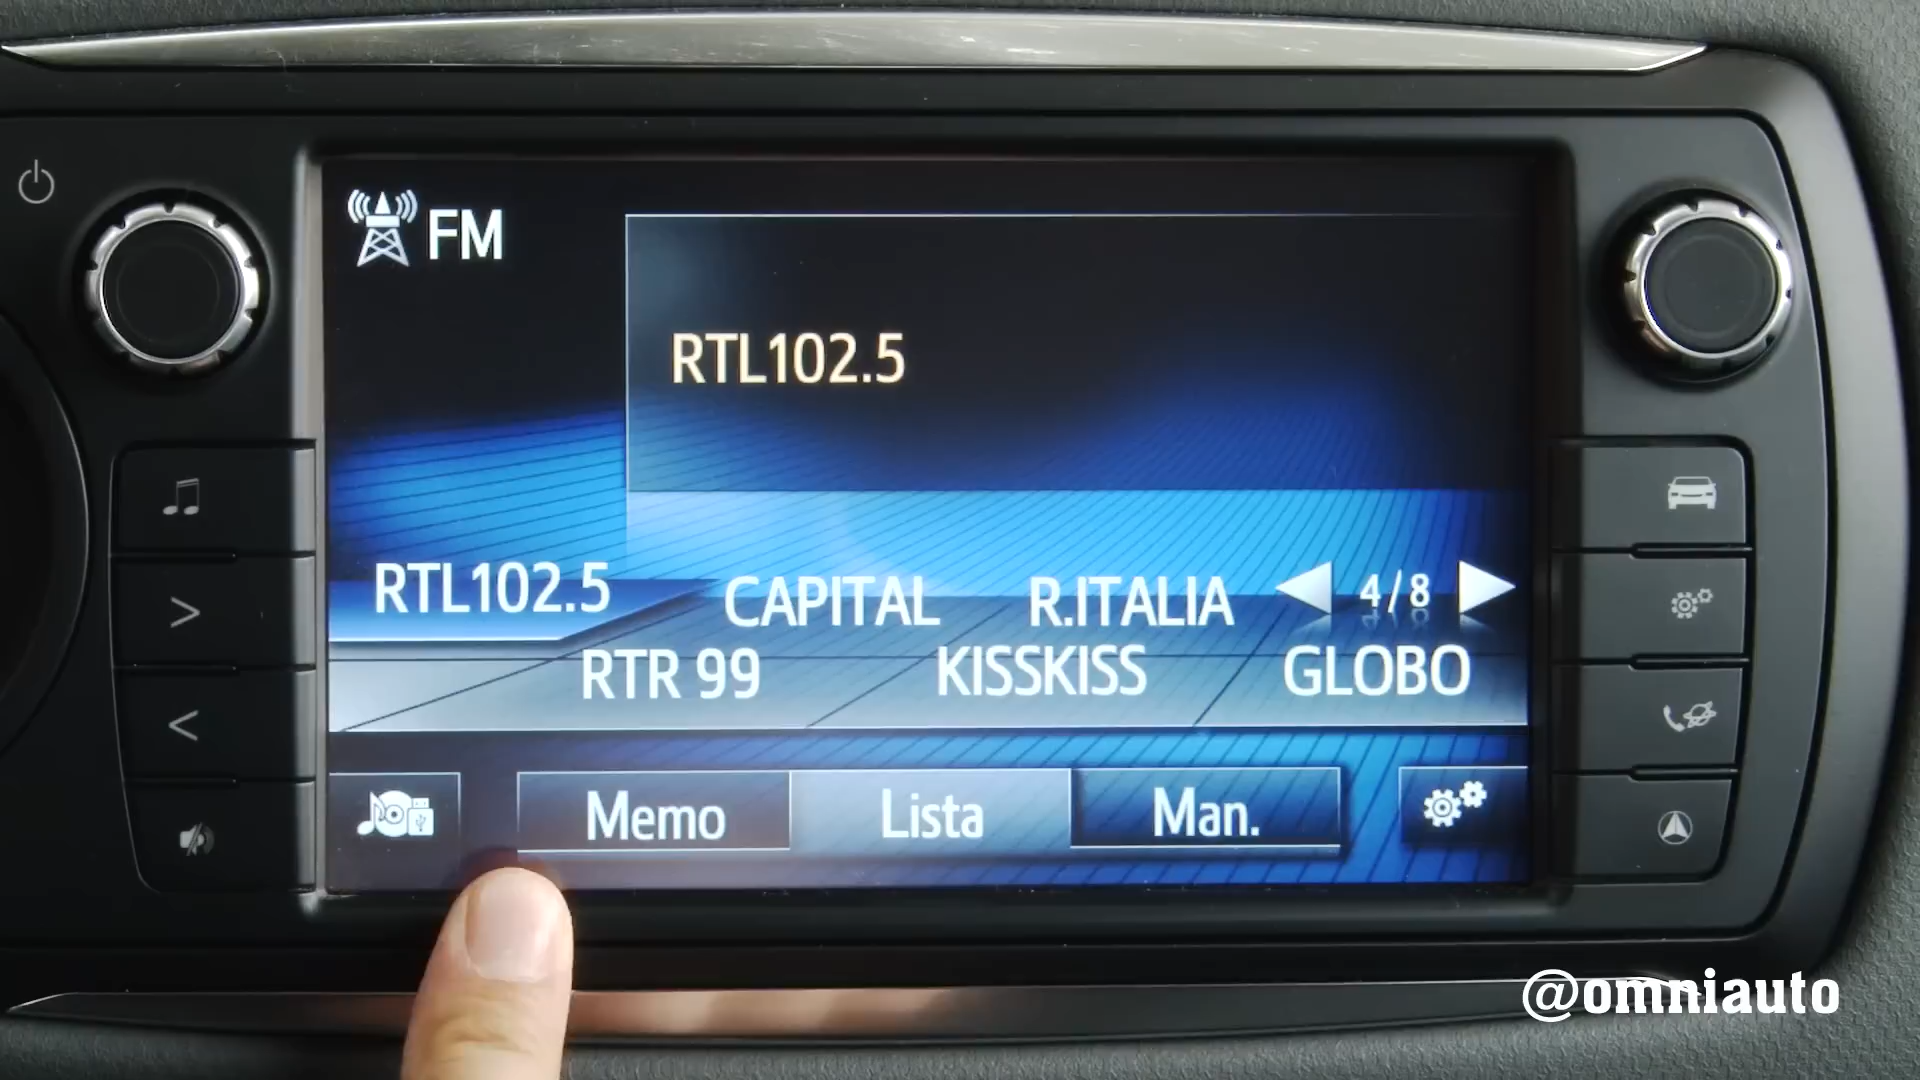 FM
RTL102.5
RTL102.5 CAPITAL R.ITALIA 4/8
RTR 99 KISSKISS GLOBO
Memo Lista Man.
@omniauto